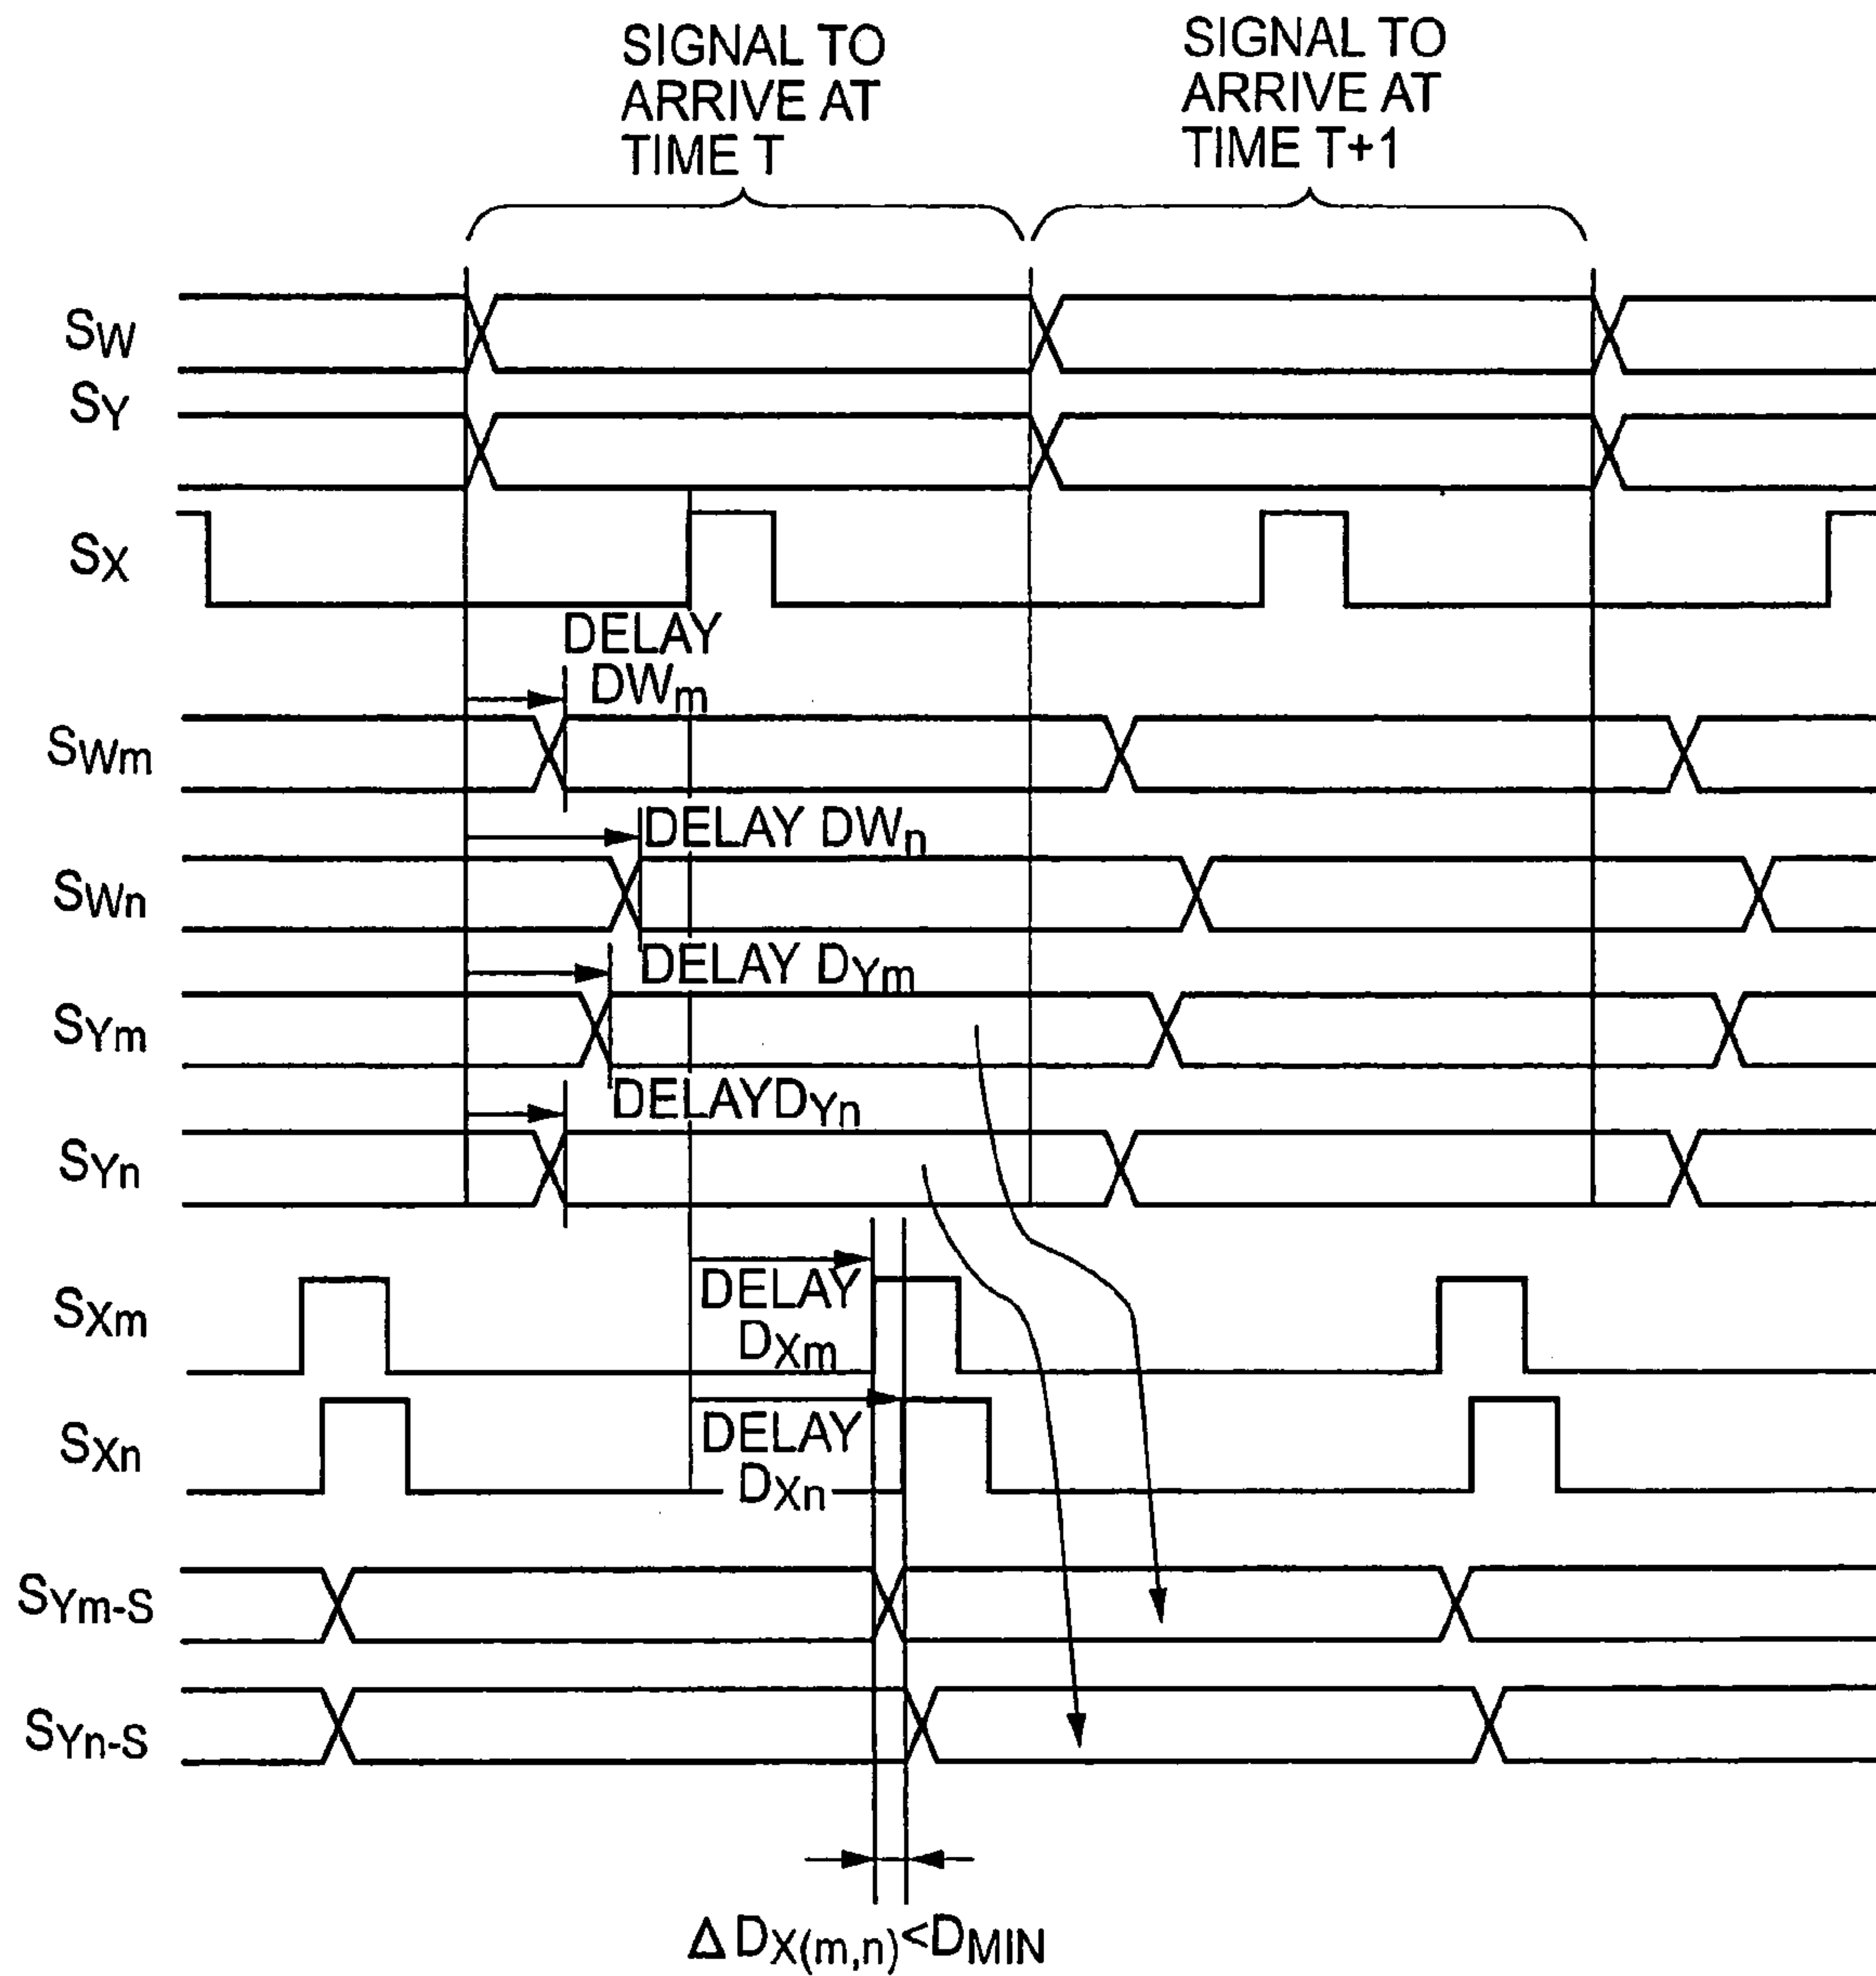 SIGNAL TO
ARRIVE AT
TIME T
SIGNAL TO
ARRIVE AT
TIME T+1
SW
SY
SX
DELAY
DWm
SWm
DELAY DWn
SWn
DELAY DYm
SYm
DELAYDYn
SYn
DELAY
DXm
SXm
DELAY
DXn
SXn
SYm-S
SYn-S
ΔDX(m,n)<DMIN